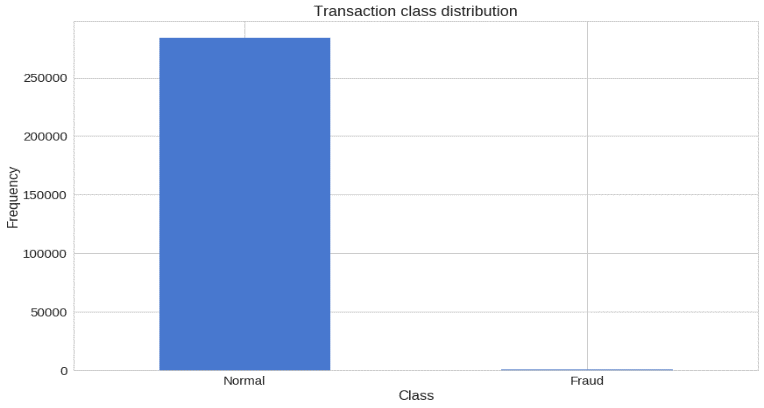 Transaction class distribution
Frequency
250000
200000
150000
100000
50000
0
Normal Fraud
Class